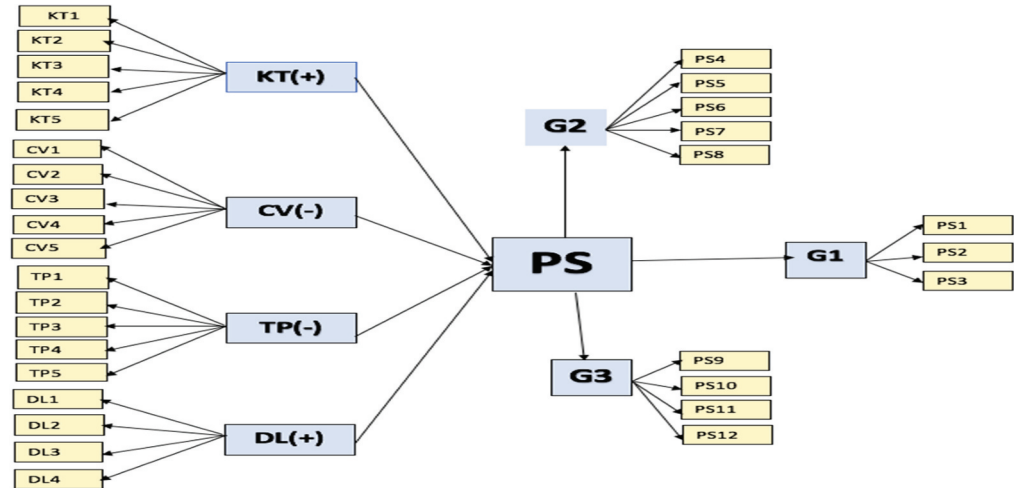 KT1
KT2
KT3
KT4
KT5
KT(+)
CV1
CV2
CV3
CV4
CV5
CV(-)
TP1
TP2
TP3
TP4
TP5
TP(-)
DL1
DL2
DL3
DL4
DL(+)
PS
G2
PS4
PS5
PS6
PS7
PS8
G1
PS1
PS2
PS3
G3
PS9
PS10
PS11
PS12